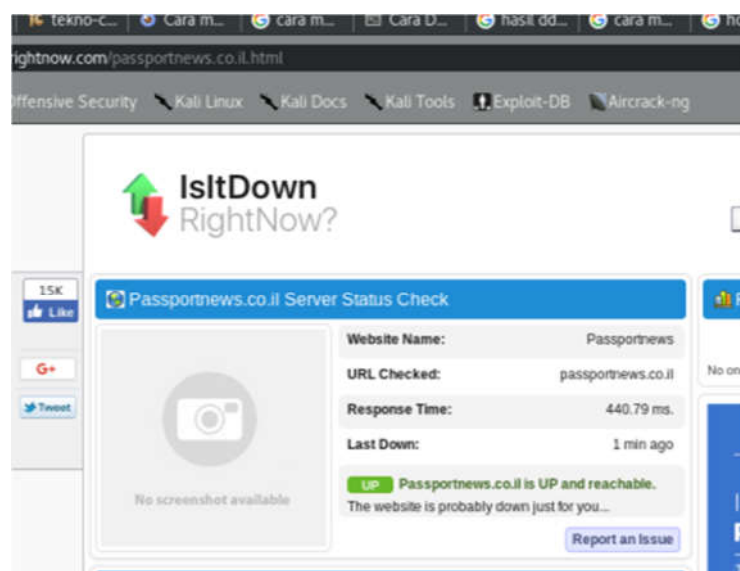 tekno-c... Cara m... cara m... Cara D... hasil dd... cara m... ho
rightnow.com/passportnews.co.il.html
Offensive Security Kali Linux Kali Docs Kali Tools Exploit-DB Aircrack-ng
IsItDown
RightNow?
15K
Like
G+
Tweet
Passportnews.co.il Server Status Check
No screenshot available
Website Name: Passportnews
URL Checked: passportnews.co.il
Response Time: 440.79 ms.
Last Down: 1 min ago
UP Passportnews.co.il is UP and reachable.
The website is probably down just for you...
Report an Issue
No on